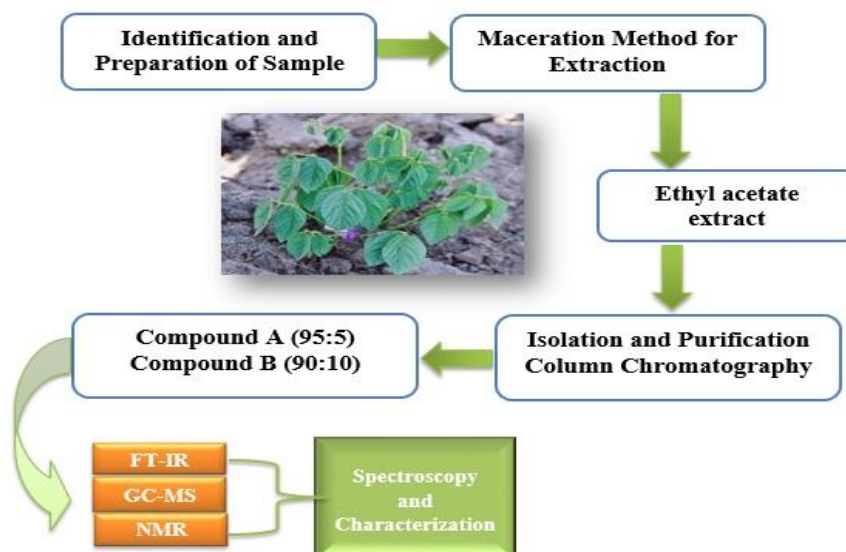 Identification and
Preparation of Sample
Maceration Method for
Extraction
Ethyl acetate
extract
Isolation and Purification
Column Chromatography
Compound A (95:5)
Compound B (90:10)
FT-IR
GC-MS
NMR
Spectroscopy
and
Characterization